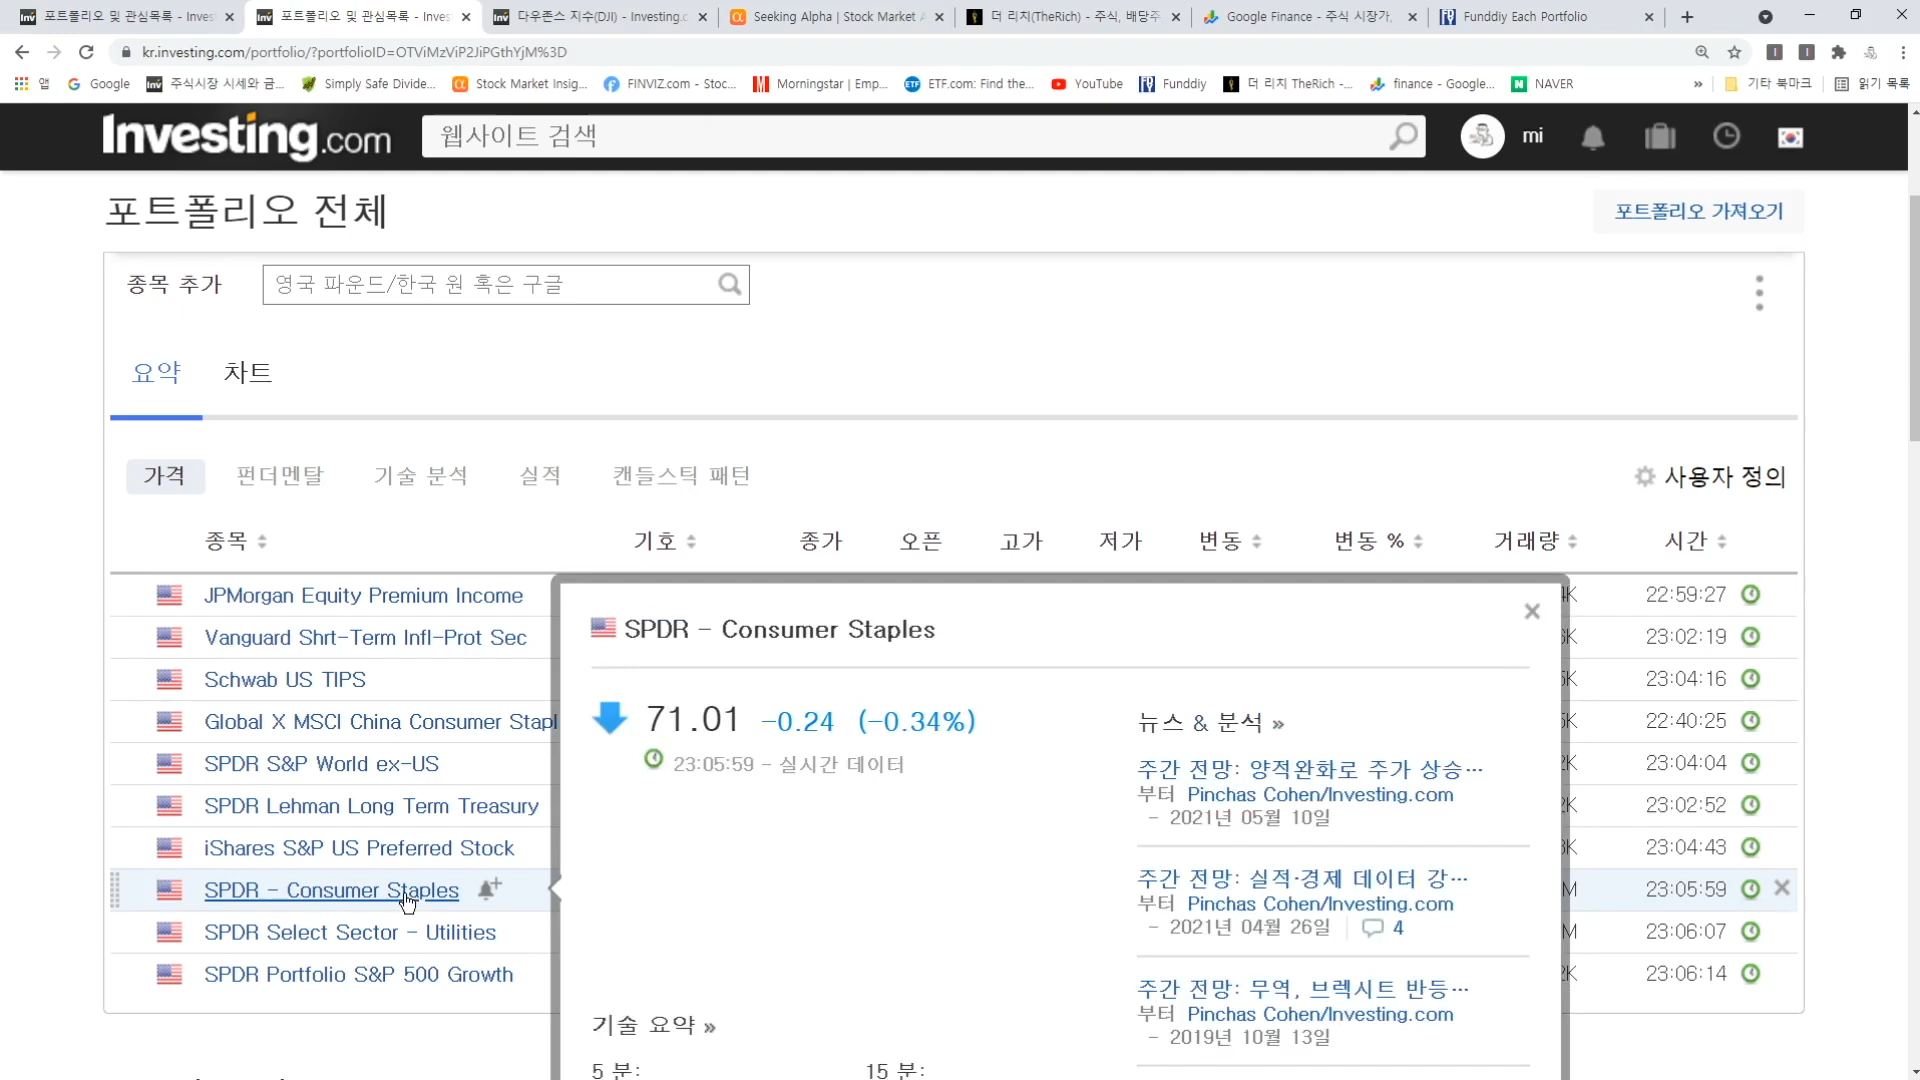 포트폴리오 및 관심목록 - Inves
포트폴리오 및 관심목록 - Inves
다우존스 지수(DJI) - Investing.c
Seeking Alpha | Stock Market A
더 리치(TheRich) - 주식, 배당주
Google Finance - 주식 시장가,
Funddiy Each Portfolio
kr.investing.com/portfolio/?portfolioID=OTViMzViP2JiPGthYjM%3D
앱
Google
주식시장 시세와 금...
Simply Safe Divide...
Stock Market Insig...
FINVIZ.com - Stoc...
Morningstar | Emp...
ETF.com: Find the...
YouTube
Funddiy
더 리치 TheRich -...
finance - Google...
NAVER
»
기타 북마크
읽기 목록
Investing.com
웹사이트 검색
mi
포트폴리오 전체
포트폴리오 가져오기
종목 추가
영국 파운드/한국 원 혹은 구글
요약 차트
가격 펀더멘탈 기술 분석 실적 캔들스틱 패턴
사용자 정의
종목 기호 종가 오픈 고가 저가 변동 변동 % 거래량 시간
JPMorgan Equity Premium Income
K 22:59:27
Vanguard Shrt-Term Infl-Prot Sec
K 23:02:19
Schwab US TIPS
K 23:04:16
Global X MSCI China Consumer Stapl
K 22:40:25
SPDR S&P World ex-US
K 23:04:04
SPDR Lehman Long Term Treasury
K 23:02:52
iShares S&P US Preferred Stock
K 23:04:43
SPDR - Consumer Staples
M 23:05:59
SPDR Select Sector - Utilities
M 23:06:07
SPDR Portfolio S&P 500 Growth
K 23:06:14
SPDR - Consumer Staples
71.01 -0.24 (-0.34%)
23:05:59 - 실시간 데이터
기술 요약 »
5 분: 15 분:
뉴스 & 분석 »
주간 전망: 양적완화로 주가 상승…
부터 Pinchas Cohen/Investing.com
- 2021년 05월 10일
주간 전망: 실적·경제 데이터 강…
부터 Pinchas Cohen/Investing.com
- 2021년 04월 26일 4
주간 전망: 무역, 브렉시트 반등…
부터 Pinchas Cohen/Investing.com
- 2019년 10월 13일